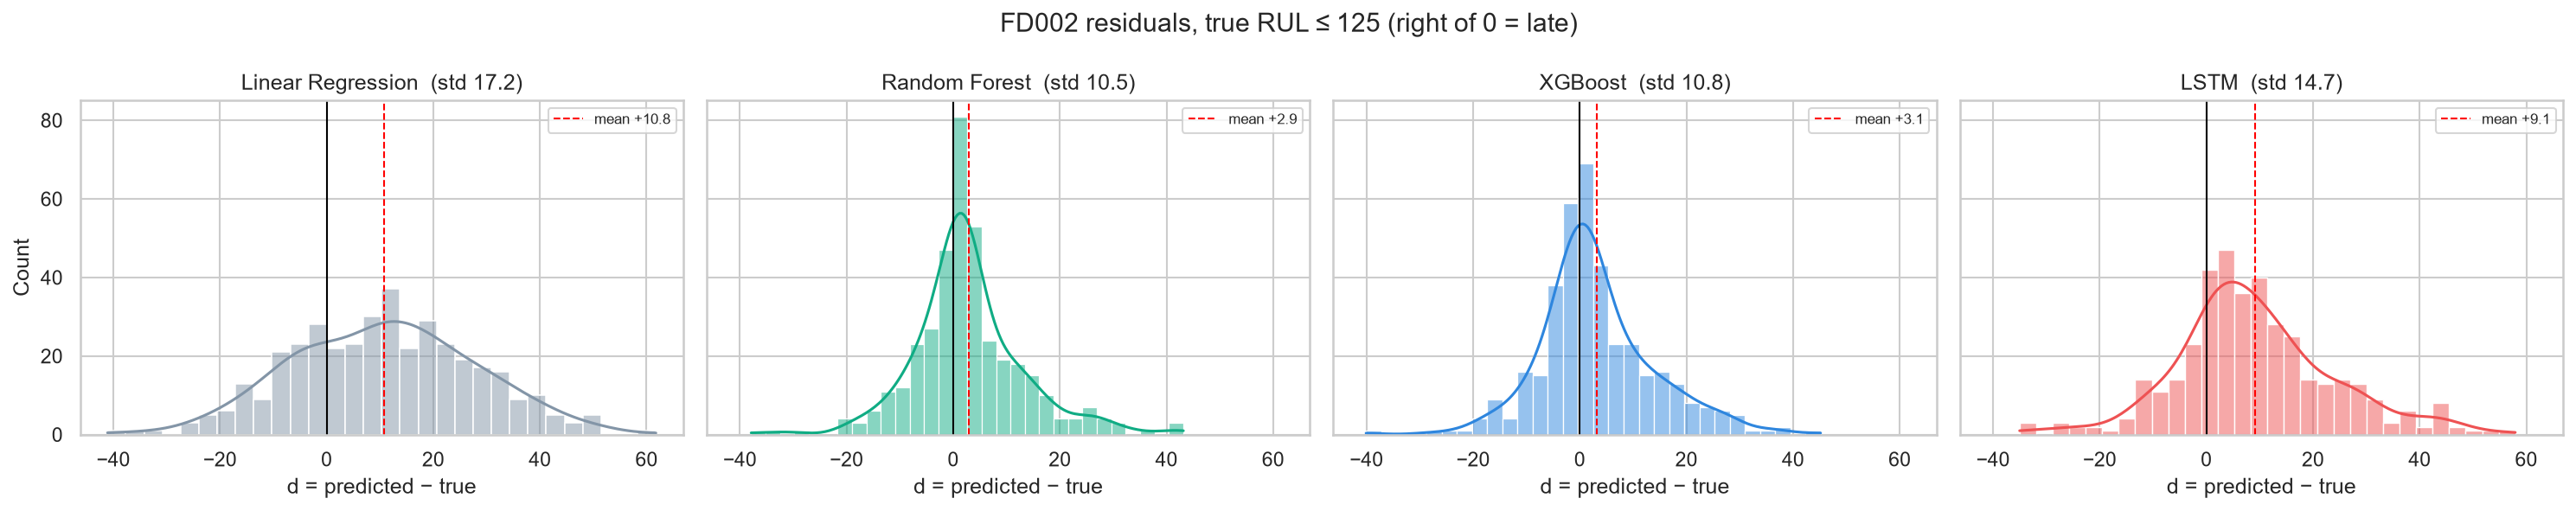 FD002 residuals, true RUL ≤ 125 (right of 0 = late)
Linear Regression (std 17.2)
Random Forest (std 10.5)
XGBoost (std 10.8)
LSTM (std 14.7)
mean +10.8
mean +2.9
mean +3.1
mean +9.1
80
60
40
20
0
Count
−40 −20 0 20 40 60
−40 −20 0 20 40 60
−40 −20 0 20 40 60
−40 −20 0 20 40 60
d = predicted − true
d = predicted − true
d = predicted − true
d = predicted − true